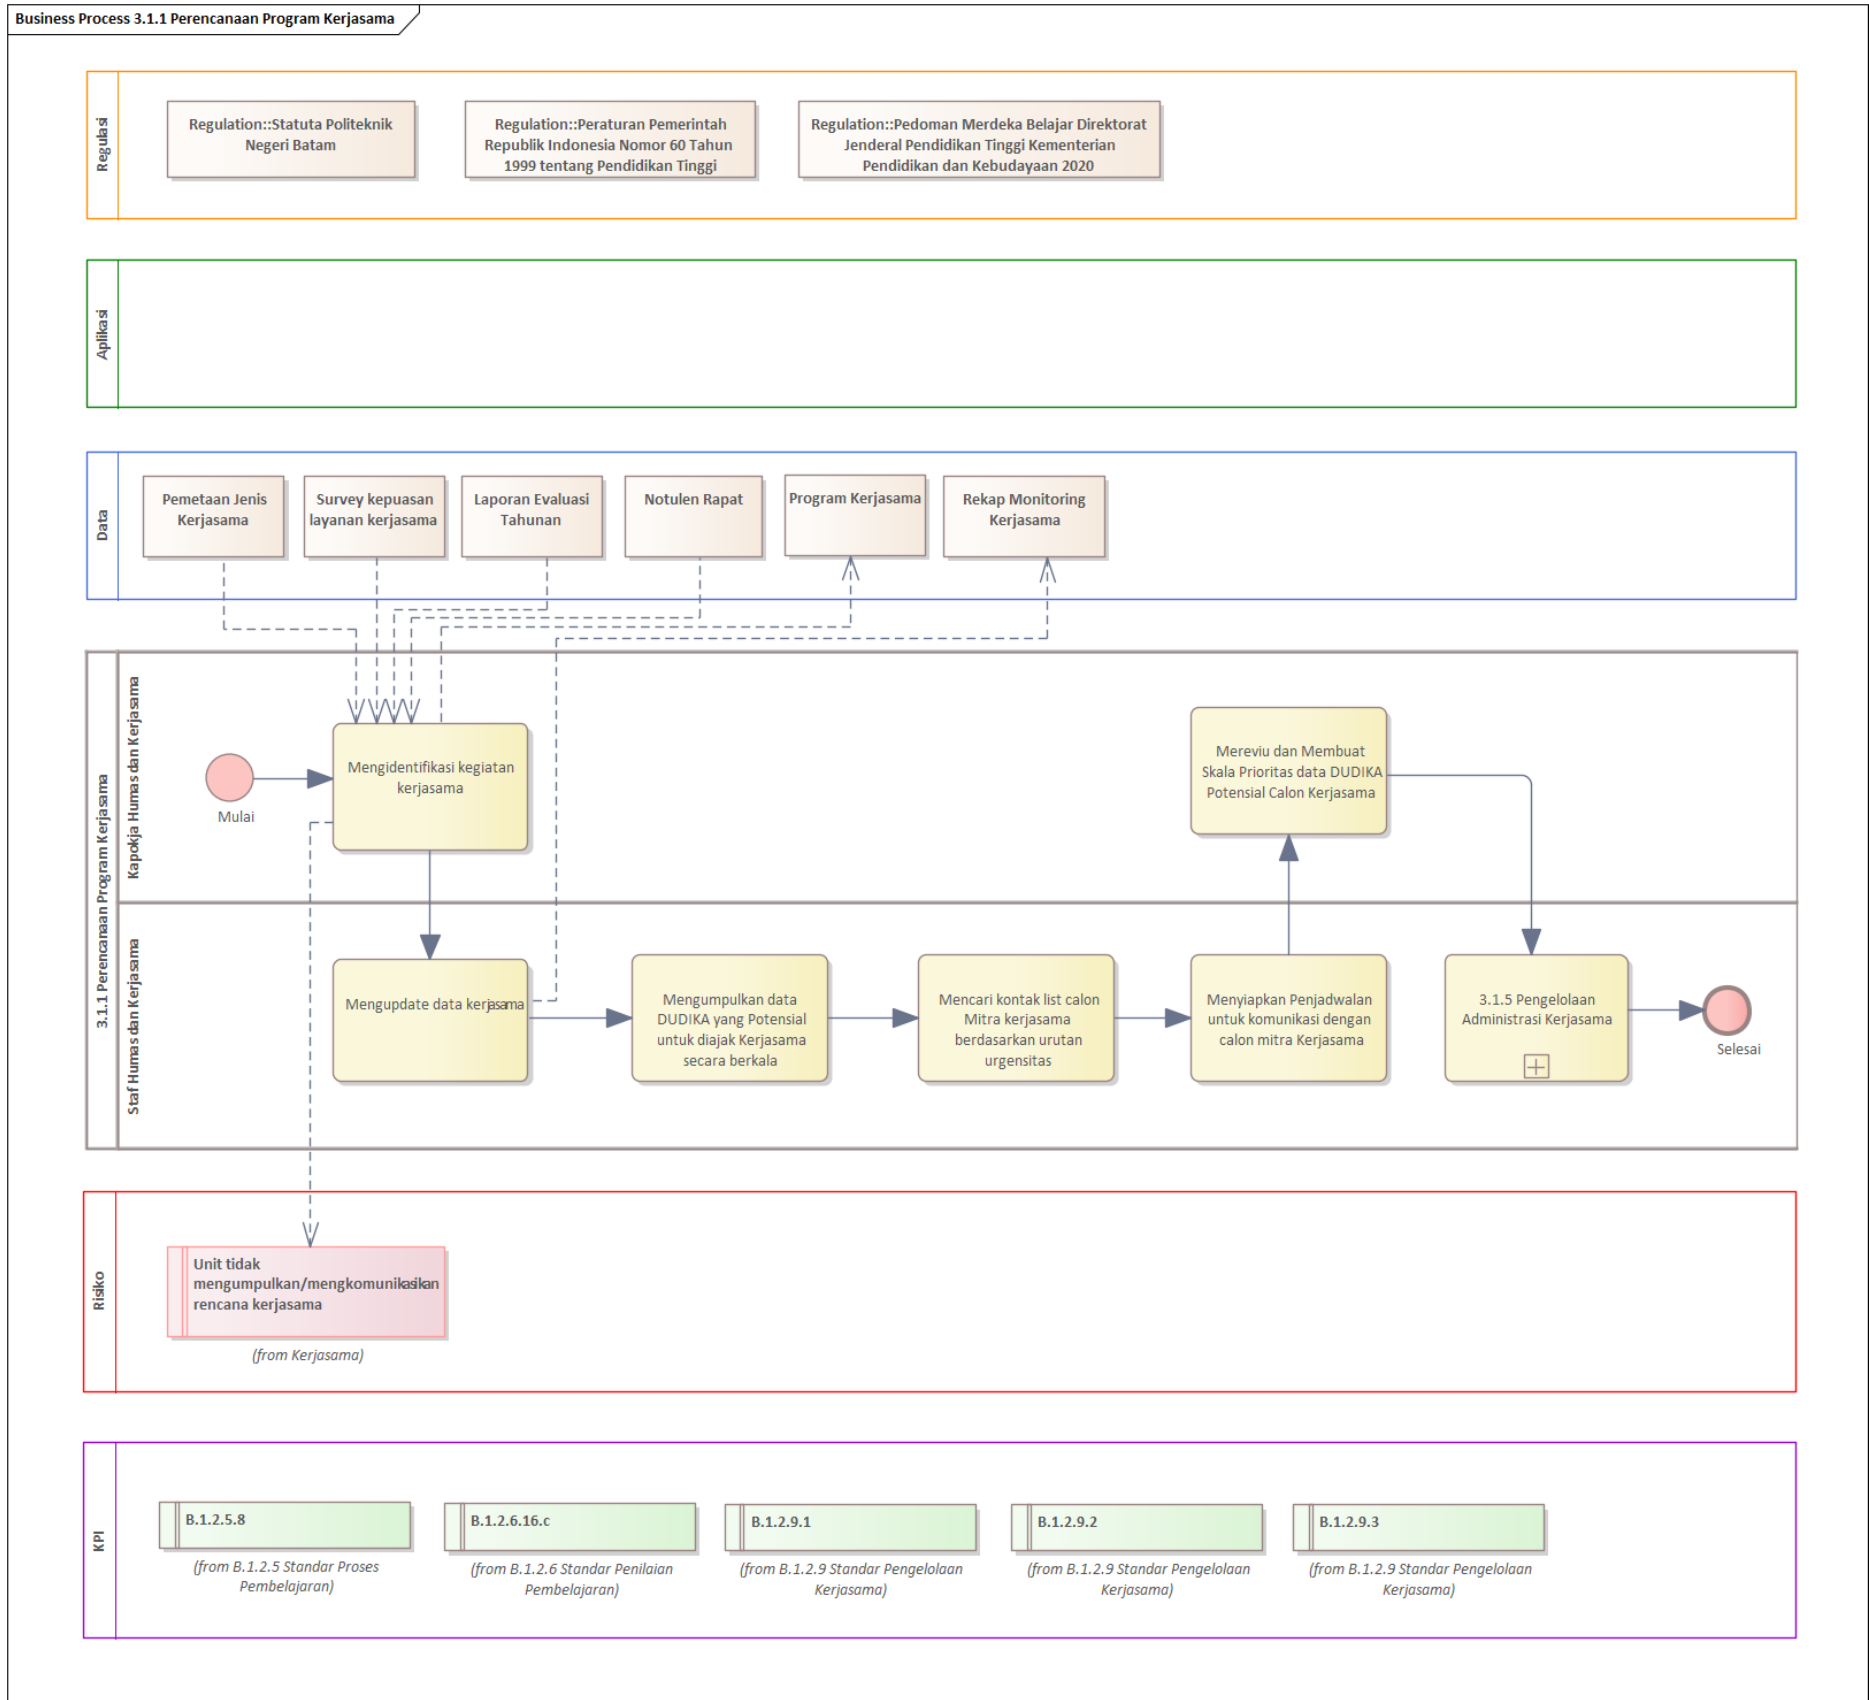 Business Process 3.1.1 Perencanaan Program Kerjasama
Regulasi
Regulation::Statuta Politeknik
Negeri Batam
Regulation::Peraturan Pemerintah
Republik Indonesia Nomor 60 Tahun
1999 tentang Pendidikan Tinggi
Regulation::Pedoman Merdeka Belajar Direktorat
Jenderal Pendidikan Tinggi Kementerian
Pendidikan dan Kebudayaan 2020
Aplikasi
Data
Pemetaan Jenis
Kerjasama
Survey kepuasan
layanan kerjasama
Laporan Evaluasi
Tahunan
Notulen Rapat
Program Kerjasama
Rekap Monitoring
Kerjasama
3.1.1 Perencanaan Program Kerjasama
Kapokja Humas dan Kerjasama
Mulai
Mengidentifikasi kegiatan
kerjasama
Mereviu dan Membuat
Skala Prioritas data DUDIKA
Potensial Calon Kerjasama
Staf Humas dan Kerjasama
Mengupdate data kerjasama
Mengumpulkan data
DUDIKA yang Potensial
untuk diajak Kerjasama
secara berkala
Mencari kontak list calon
Mitra kerjasama
berdasarkan urutan
urgensitas
Menyiapkan Penjadwalan
untuk komunikasi dengan
calon mitra Kerjasama
3.1.5 Pengelolaan
Administrasi Kerjasama
Selesai
Risiko
Unit tidak
mengumpulkan/mengkomunikasikan
rencana kerjasama
(from Kerjasama)
KPI
B.1.2.5.8
(from B.1.2.5 Standar Proses
Pembelajaran)
B.1.2.6.16.c
(from B.1.2.6 Standar Penilaian
Pembelajaran)
B.1.2.9.1
(from B.1.2.9 Standar Pengelolaan
Kerjasama)
B.1.2.9.2
(from B.1.2.9 Standar Pengelolaan
Kerjasama)
B.1.2.9.3
(from B.1.2.9 Standar Pengelolaan
Kerjasama)